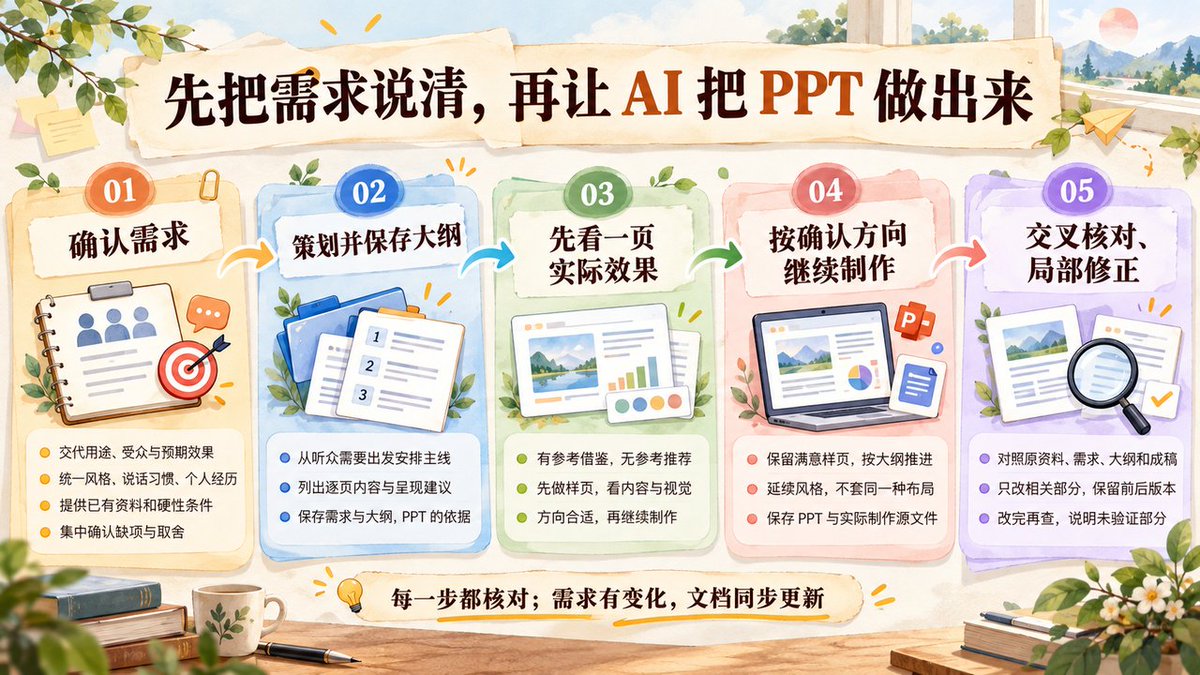 先把需求说清，再让 AI 把 PPT 做出来
01
确认需求
交代用途、受众与预期效果
统一风格、说话习惯、个人经历
提供已有资料和硬性条件
集中确认缺项与取舍
02
策划并保存大纲
1
2
3
从听众需要出发安排主线
列出逐页内容与呈现建议
保存需求与大纲，PPT 的依据
03
先看一页
实际效果
有参考借鉴，无参考推荐
先做样页，看内容与视觉
方向合适，再继续制作
04
按确认方向
继续制作
P
保留满意样页，按大纲推进
延续风格，不套同一种布局
保存 PPT 与实际制作源文件
05
交叉核对、
局部修正
对照原资料、需求、大纲和成稿
只改相关部分，保留前后版本
改完再查，说明未验证部分
每一步都核对；需求有变化，文档同步更新